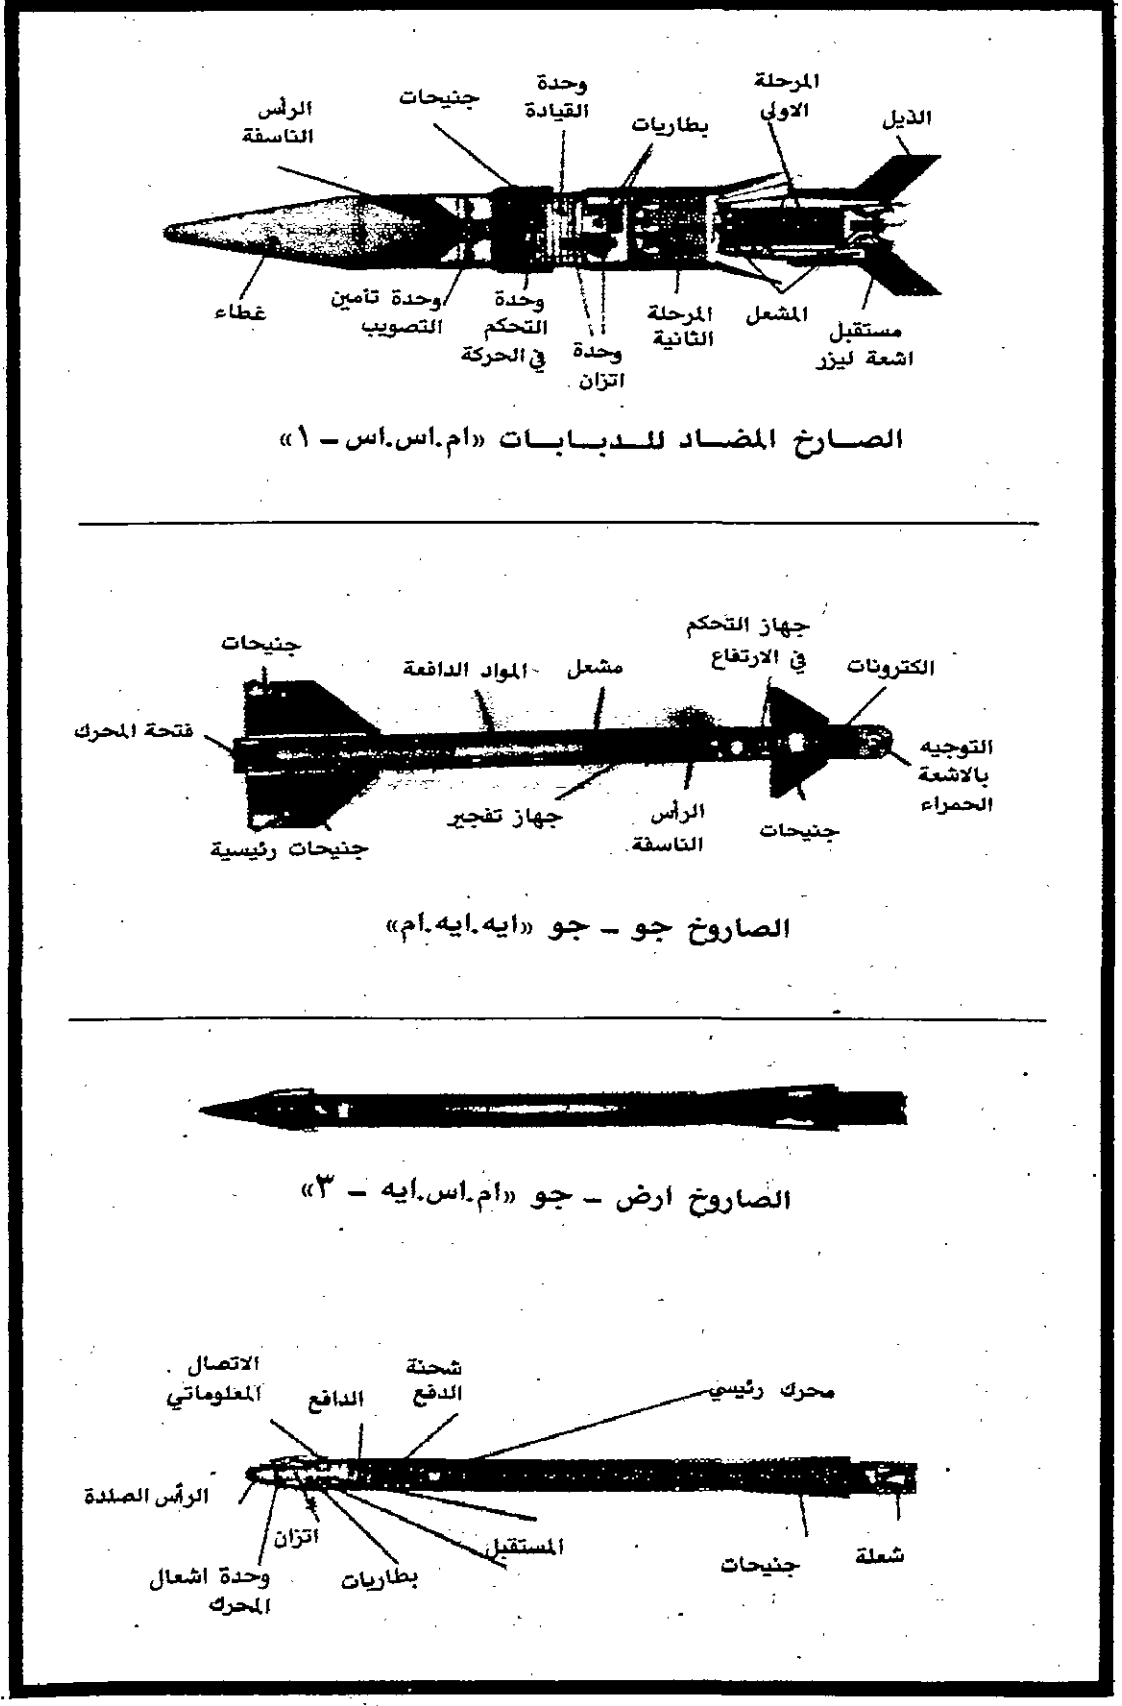 المرحلة
الاولى
وحدة
القيادة
جنيحات
الرأس
الناسفة
بطاريات
الذيل
غطاء
وحدة تأمين
التصويب
وحدة
التحكم
في الحركة
وحدة
اتزان
المرحلة
الثانية
المشعل
مستقبل
اشعة ليزر
الصارخ المضاد للدبابات «ام.اس.اس - ١»
جنيحات
المواد الدافعة
مشعل
جهاز التحكم
في الارتفاع
الكترونات
فتحة المحرك
التوجيه
بالاشعة
الحمراء
جنيحات رئيسية
جهاز تفجير
الرأس
الناسفة
جنيحات
الصاروخ جو - جو «ايه.ايه.ام»
الصاروخ ارض - جو «ام.اس.ايه - ٣»
الاتصال
المعلوماتي
الدافع
شحنة
الدفع
محرك رئيسي
الرأس الصلدة
اتزان
وحدة اشعال
المحرك
بطاريات
المستقبل
جنيحات
شعلة